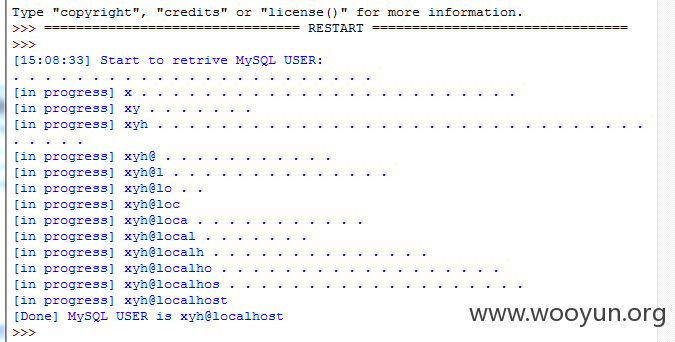 Type "copyright", "credits" or "license()" for more information.
>>> ================================ RESTART ================================
>>>
[15:08:33] Start to retrive MySQL USER:
. . . . . . . . . . . . . . . . . . . . . . . .
[in progress] x . . . . . . . . . . . . . . . . . . . . . . . . .
[in progress] xy . . . . . . .
[in progress] xyh . . . . . . . . . . . . . . . . . . . . . . . . . . . . . . . .
. . . . .
[in progress] xyh@ . . . . . . . . . . .
[in progress] xyh@l . . . . . . . . . . . . . .
[in progress] xyh@lo . .
[in progress] xyh@loc
[in progress] xyh@loca . . . . . . . . . . .
[in progress] xyh@local . . . . . . .
[in progress] xyh@localh . . . . . . . . . . . . . .
[in progress] xyh@localho . . . . . . . . . . . . . . . . . . .
[in progress] xyh@localhos . . . . . . . . . . . . . . . . . . . .
[in progress] xyh@localhost
[Done] MySQL USER is xyh@localhost
>>>
www.wooyun.org